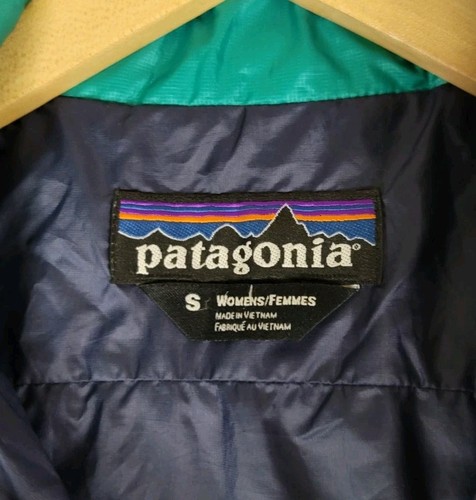 patagonia®
S WOMENS/FEMMES
MADE IN VIETNAM
FABRIQUÉ AU VIETNAM